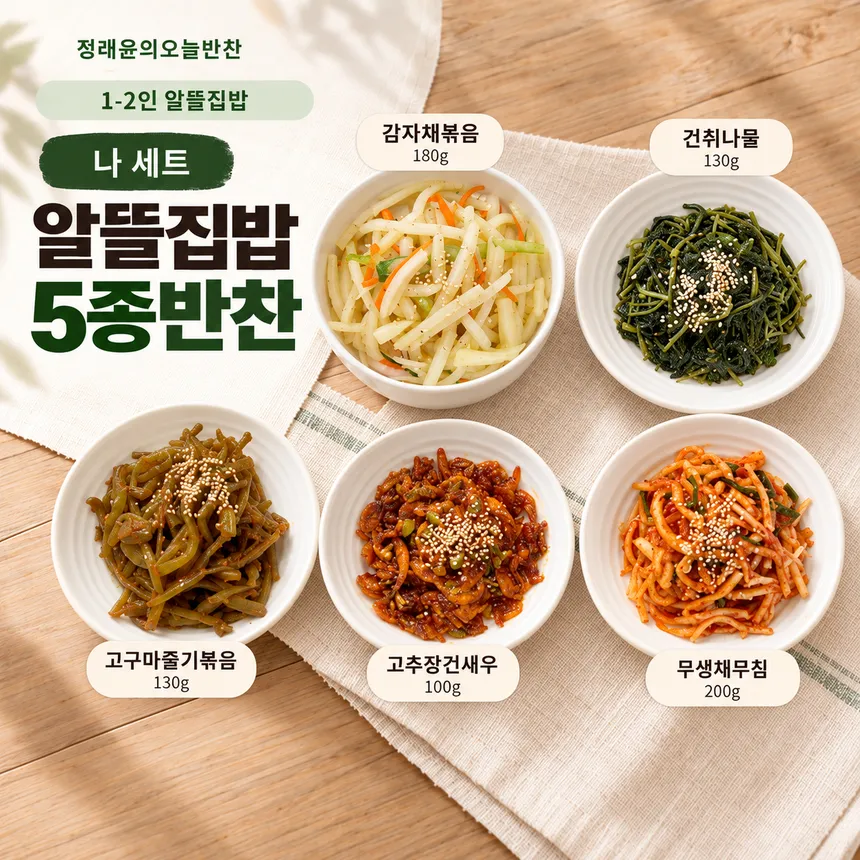 정래윤의오늘반찬
1-2인 알뜰집밥
나 세트
알뜰집밥
5종반찬
감자채볶음
180g
건취나물
130g
고구마줄기볶음
130g
고추장건새우
100g
무생채무침
200g